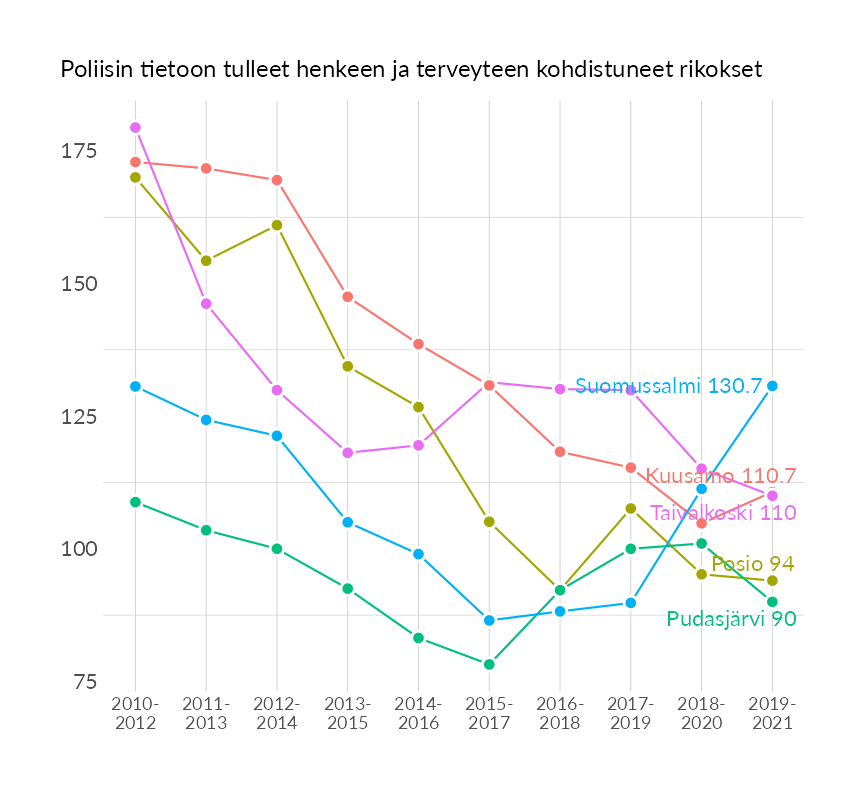 Poliisin tietoon tulleet henkeen ja terveyteen kohdistuneet rikokset
175
150
125
100
75
Suomussalmi 130.7
Kuusamo 110.7
Taivalkoski 110
Posio 94
Pudasjärvi 90
2010- 2011- 2012- 2013- 2014- 2015- 2016- 2017- 2018- 2019-
2012 2013 2014 2015 2016 2017 2018 2019 2020 2021